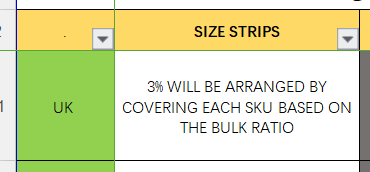 . SIZE STRIPS
UK
3% WILL BE ARRANGED BY
COVERING EACH SKU BASED ON
THE BULK RATIO